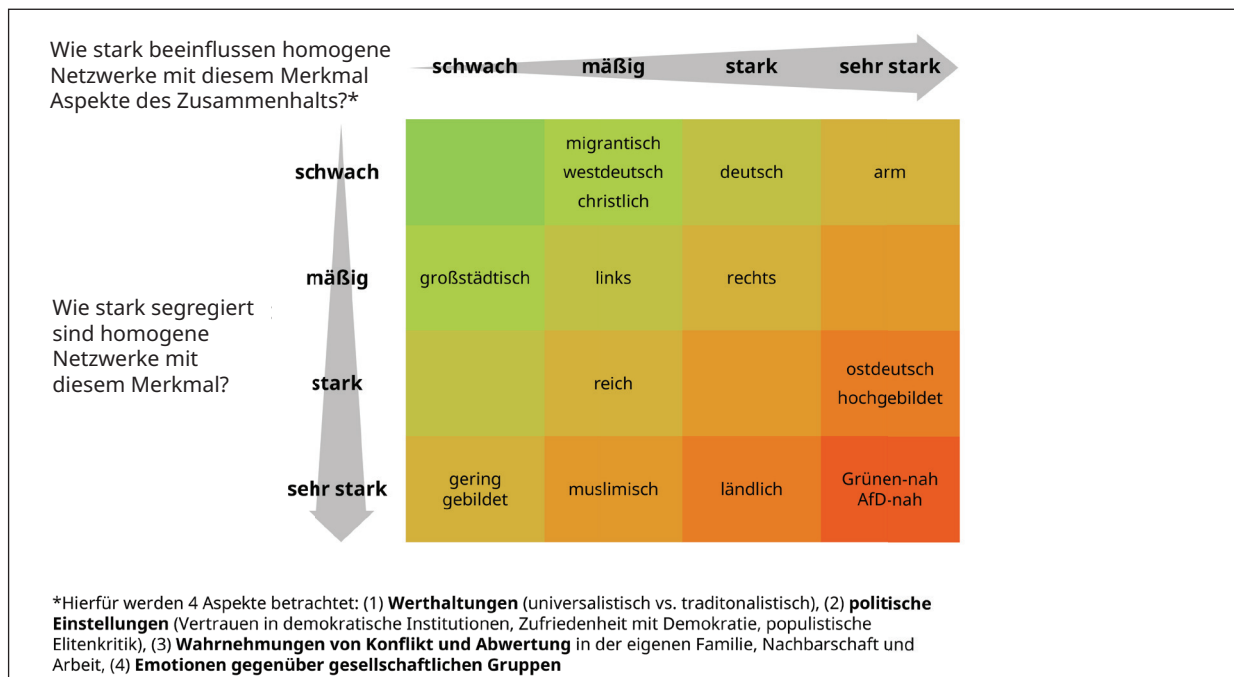 Wie stark beeinflussen homogene
Netzwerke mit diesem Merkmal
Aspekte des Zusammenhalts?*
schwach mäßig stark sehr stark
schwach
migrantisch
westdeutsch
christlich
deutsch
arm
mäßig
großstädtisch
links
rechts
Wie stark segregiert
sind homogene
Netzwerke mit
diesem Merkmal?
stark
reich
ostdeutsch
hochgebildet
sehr stark
gering
gebildet
muslimisch
ländlich
Grünen-nah
AfD-nah
*Hierfür werden 4 Aspekte betrachtet: (1) Werthaltungen (universalistisch vs. traditonalistisch), (2) politische
Einstellungen (Vertrauen in demokratische Institutionen, Zufriedenheit mit Demokratie, populistische
Elitenkritik), (3) Wahrnehmungen von Konflikt und Abwertung in der eigenen Familie, Nachbarschaft und
Arbeit, (4) Emotionen gegenüber gesellschaftlichen Gruppen